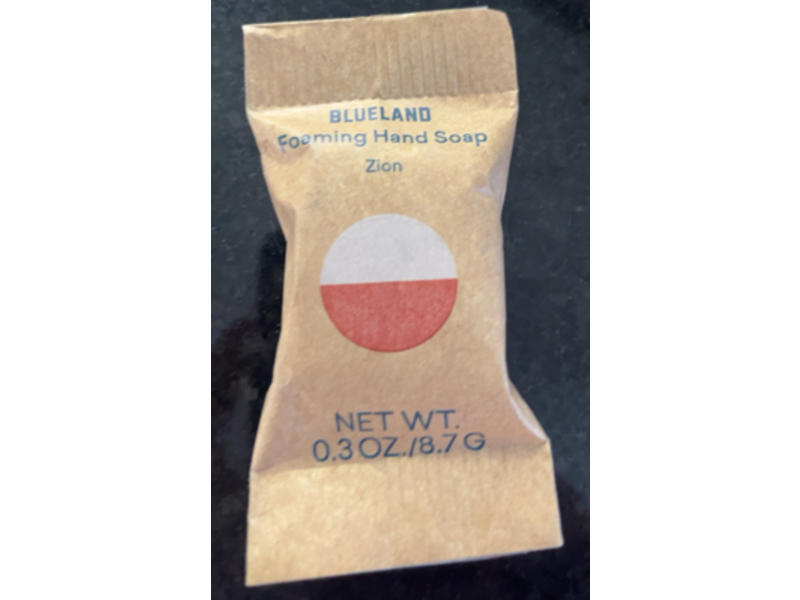 BLUELAND
Foaming Hand Soap
Zion
NET WT.
0.3 OZ./8.7 G